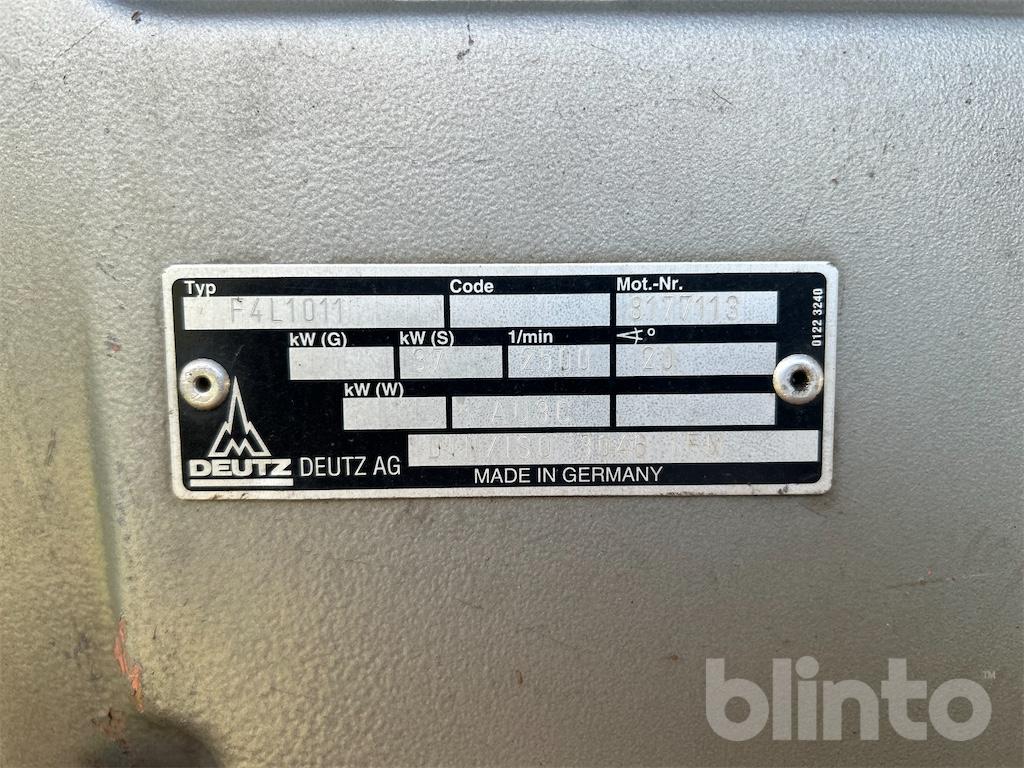 Typ Code Mot.-Nr.
F4L1011 8177113
kW (G) kW (S) 1/min ∢°
2500 20
kW (W)
DEUTZ DEUTZ AG
MADE IN GERMANY
0122 3240
blinto™